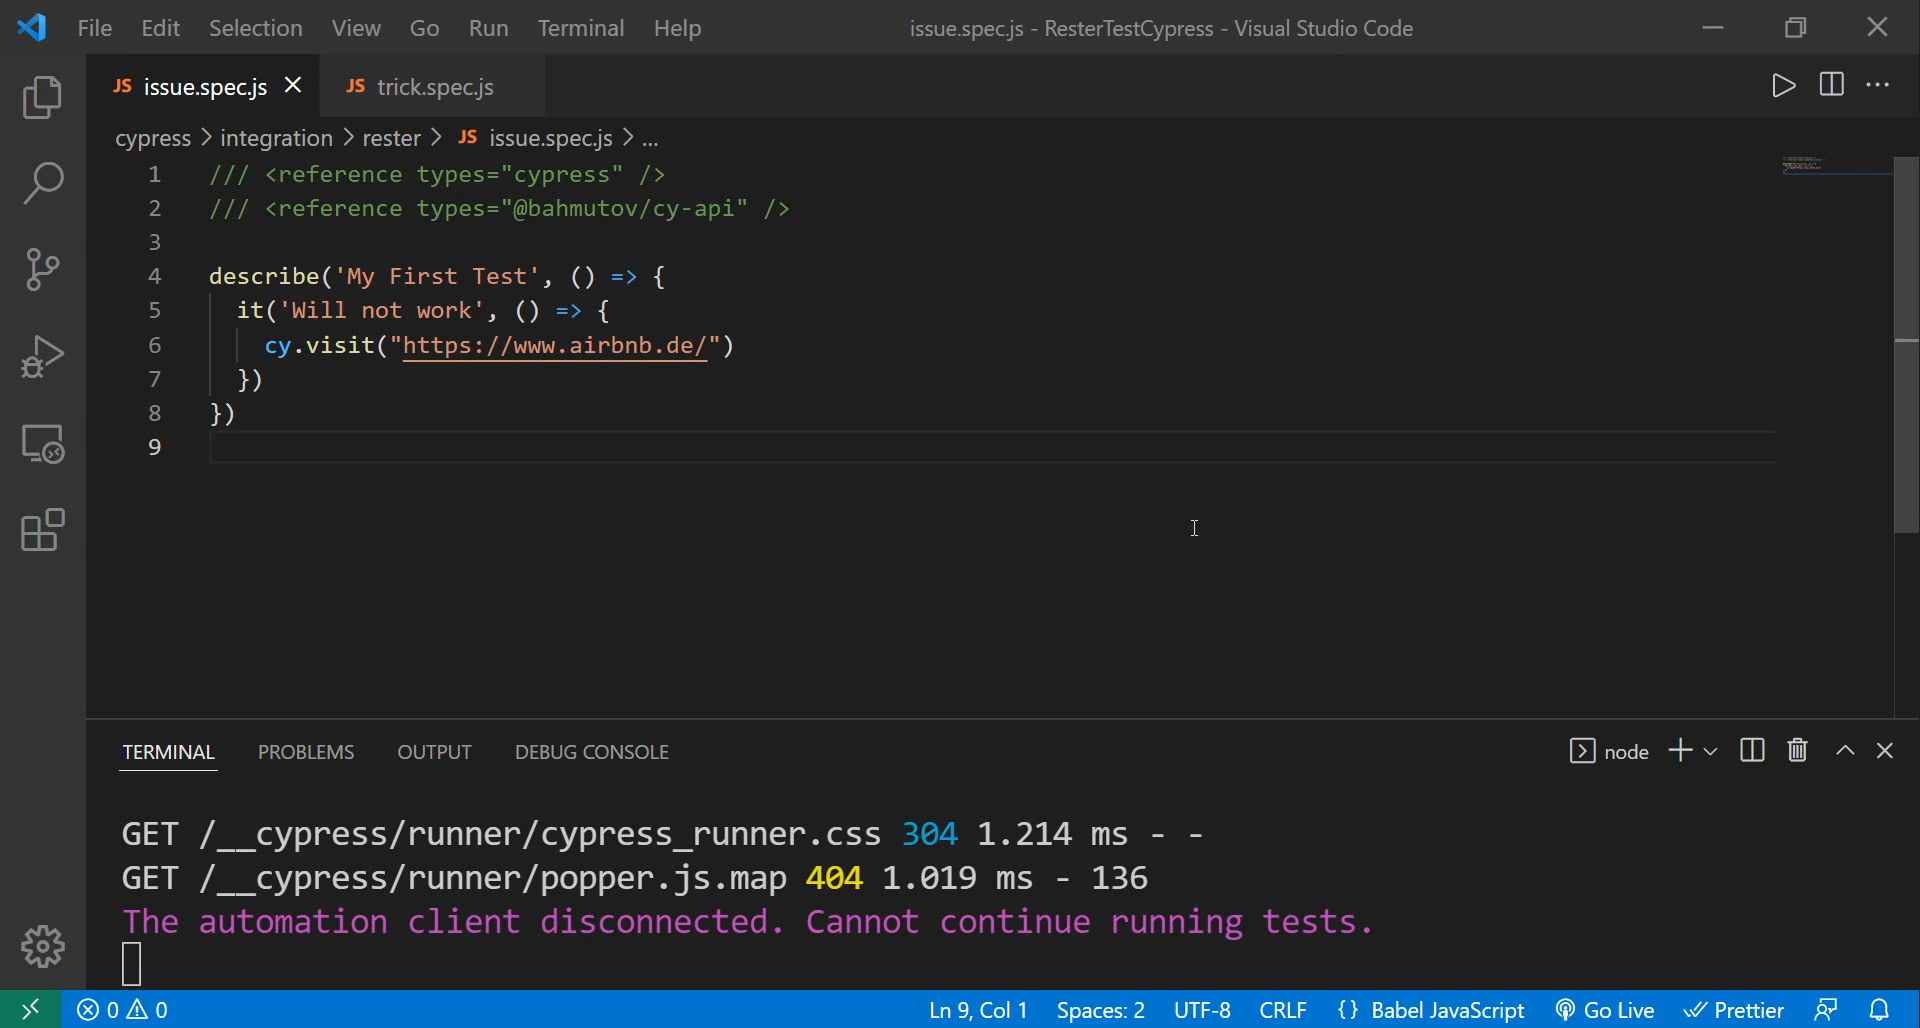 File Edit Selection View Go Run Terminal Help issue.spec.js - ResterTestCypress - Visual Studio Code
JS issue.spec.js JS trick.spec.js
cypress > integration > rester > JS issue.spec.js > ...
1 /// <reference types="cypress" />
2 /// <reference types="@bahmutov/cy-api" />
3
4 describe('My First Test', () => {
5 it('Will not work', () => {
6 cy.visit("https://www.airbnb.de/")
7 })
8 })
9
TERMINAL PROBLEMS OUTPUT DEBUG CONSOLE node
GET /__cypress/runner/cypress_runner.css 304 1.214 ms - -
GET /__cypress/runner/popper.js.map 404 1.019 ms - 136
The automation client disconnected. Cannot continue running tests.
0 0 Ln 9, Col 1 Spaces: 2 UTF-8 CRLF {} Babel JavaScript Go Live Prettier